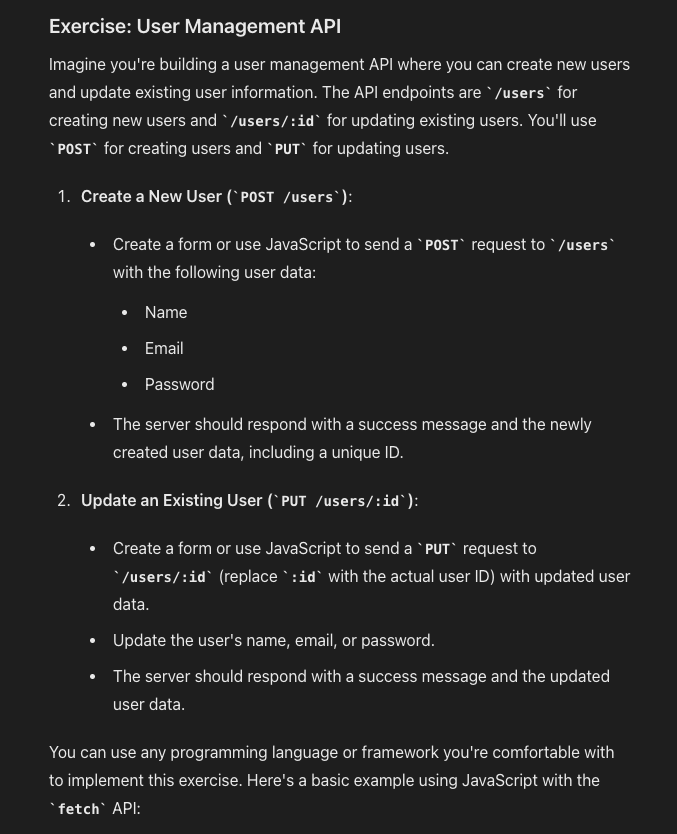 Exercise: User Management API
Imagine you're building a user management API where you can create new users
and update existing user information. The API endpoints are `/users` for
creating new users and `/users/:id` for updating existing users. You'll use
`POST` for creating users and `PUT` for updating users.
1. Create a New User (`POST /users`):
• Create a form or use JavaScript to send a `POST` request to `/users`
with the following user data:
• Name
• Email
• Password
• The server should respond with a success message and the newly
created user data, including a unique ID.
2. Update an Existing User (`PUT /users/:id`):
• Create a form or use JavaScript to send a `PUT` request to
`/users/:id` (replace `:id` with the actual user ID) with updated user
data.
• Update the user's name, email, or password.
• The server should respond with a success message and the updated
user data.
You can use any programming language or framework you're comfortable with
to implement this exercise. Here's a basic example using JavaScript with the
`fetch` API: